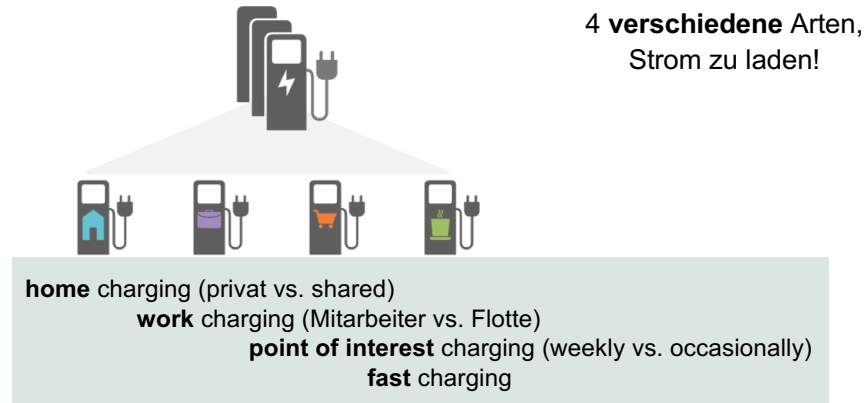 4 verschiedene Arten,
Strom zu laden!
home charging (privat vs. shared)
work charging (Mitarbeiter vs. Flotte)
point of interest charging (weekly vs. occasionally)
fast charging